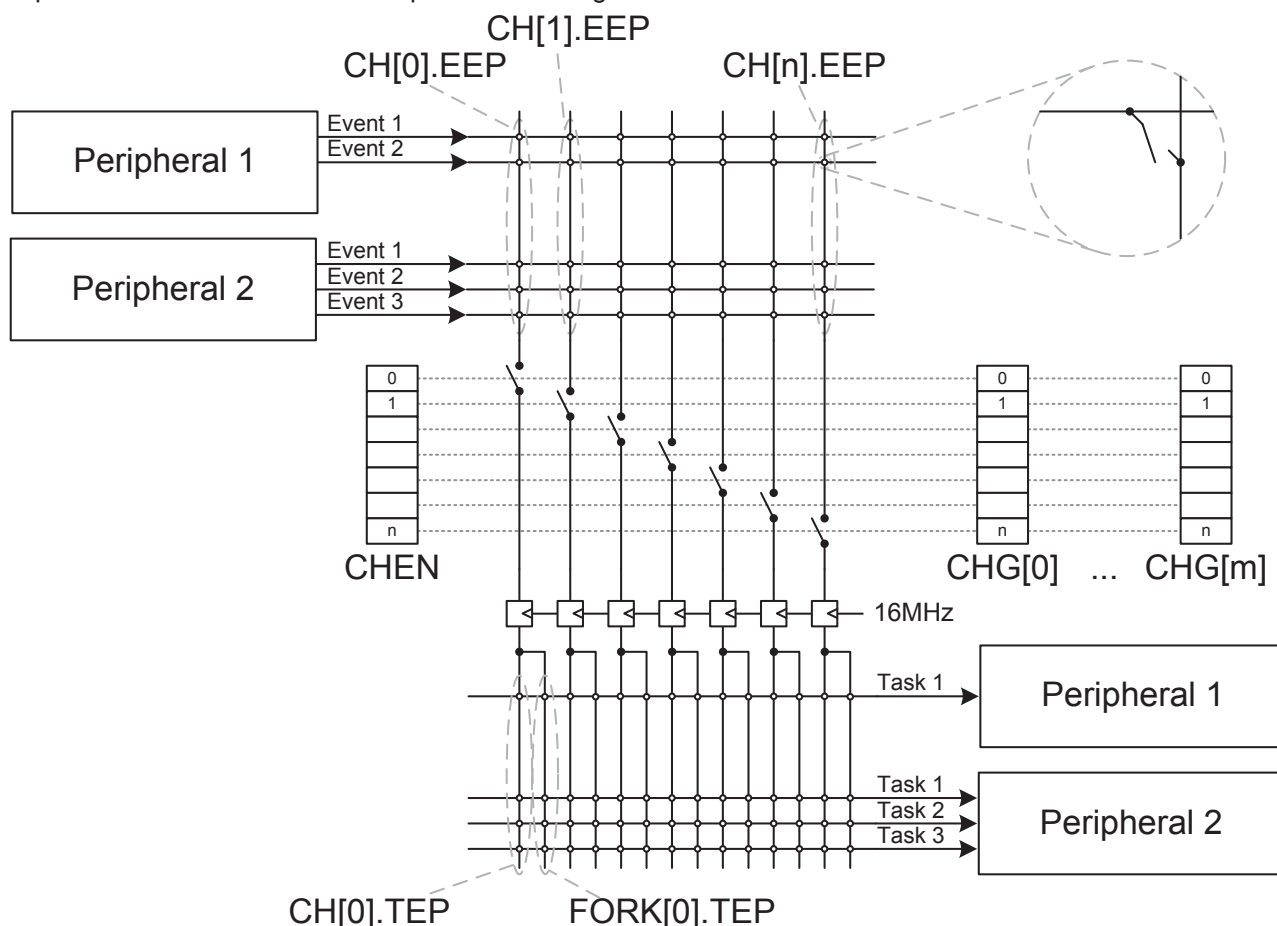 CH[1].EEP
CH[0].EEP
CH[n].EEP
Peripheral 1
Event 1
Event 2
Peripheral 2
Event 1
Event 2
Event 3
0
1
n
CHEN
0
1
n
CHG[0]
...
0
1
n
CHG[m]
16MHz
Task 1
Peripheral 1
Task 1
Task 2
Task 3
Peripheral 2
CH[0].TEP
FORK[0].TEP